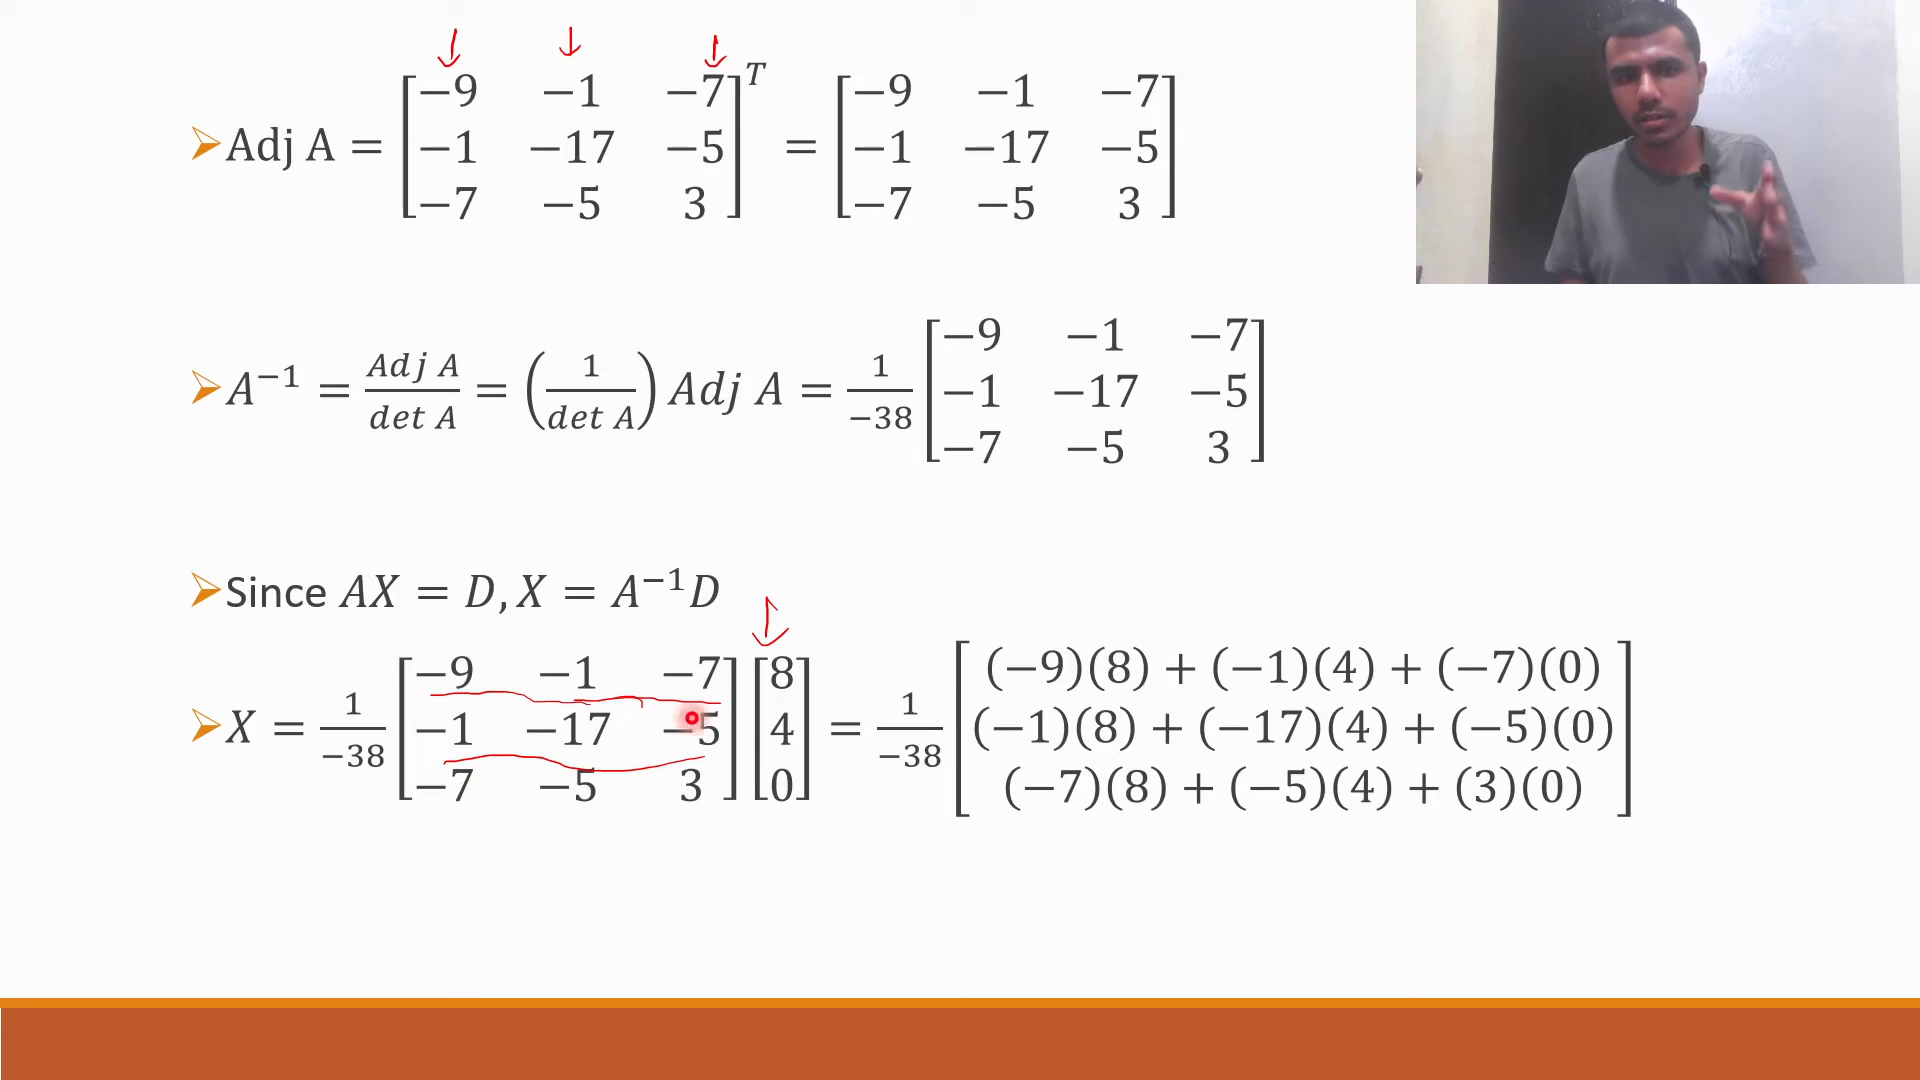 Adj A = [−9 −1 −7; −1 −17 −5; −7 −5 3]ᵀ = [−9 −1 −7; −1 −17 −5; −7 −5 3]
A⁻¹ = Adj A / det A = (1 / det A) Adj A = 1/−38 [−9 −1 −7; −1 −17 −5; −7 −5 3]
Since AX = D, X = A⁻¹D
X = 1/−38 [−9 −1 −7; −1 −17 −5; −7 −5 3] [8; 4; 0] = 1/−38 [(−9)(8) + (−1)(4) + (−7)(0); (−1)(8) + (−17)(4) + (−5)(0); (−7)(8) + (−5)(4) + (3)(0)]